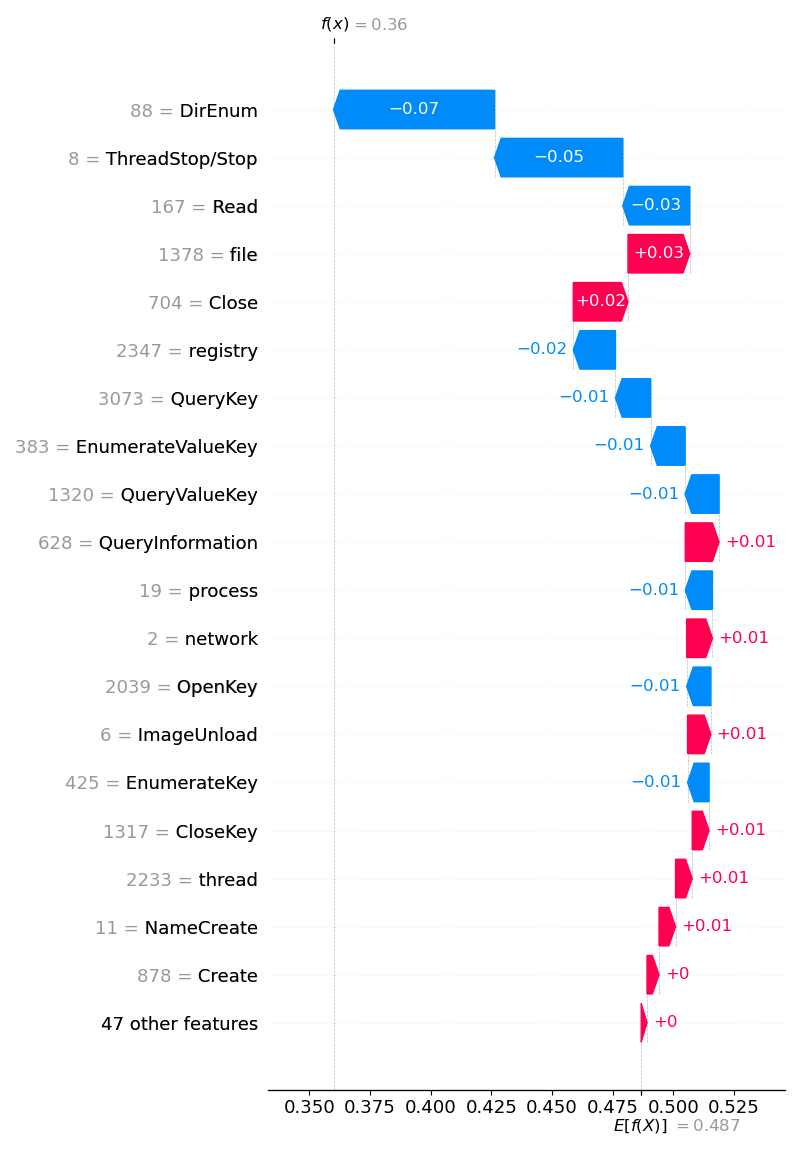 f(x) = 0.36
88 = DirEnum −0.07
8 = ThreadStop/Stop −0.05
167 = Read −0.03
1378 = file +0.03
704 = Close +0.02
2347 = registry −0.02
3073 = QueryKey −0.01
383 = EnumerateValueKey −0.01
1320 = QueryValueKey −0.01
628 = QueryInformation +0.01
19 = process −0.01
2 = network +0.01
2039 = OpenKey −0.01
6 = ImageUnload +0.01
425 = EnumerateKey −0.01
1317 = CloseKey +0.01
2233 = thread +0.01
11 = NameCreate +0.01
878 = Create +0
47 other features +0
0.350 0.375 0.400 0.425 0.450 0.475 0.500 0.525
E[f(X)] = 0.487